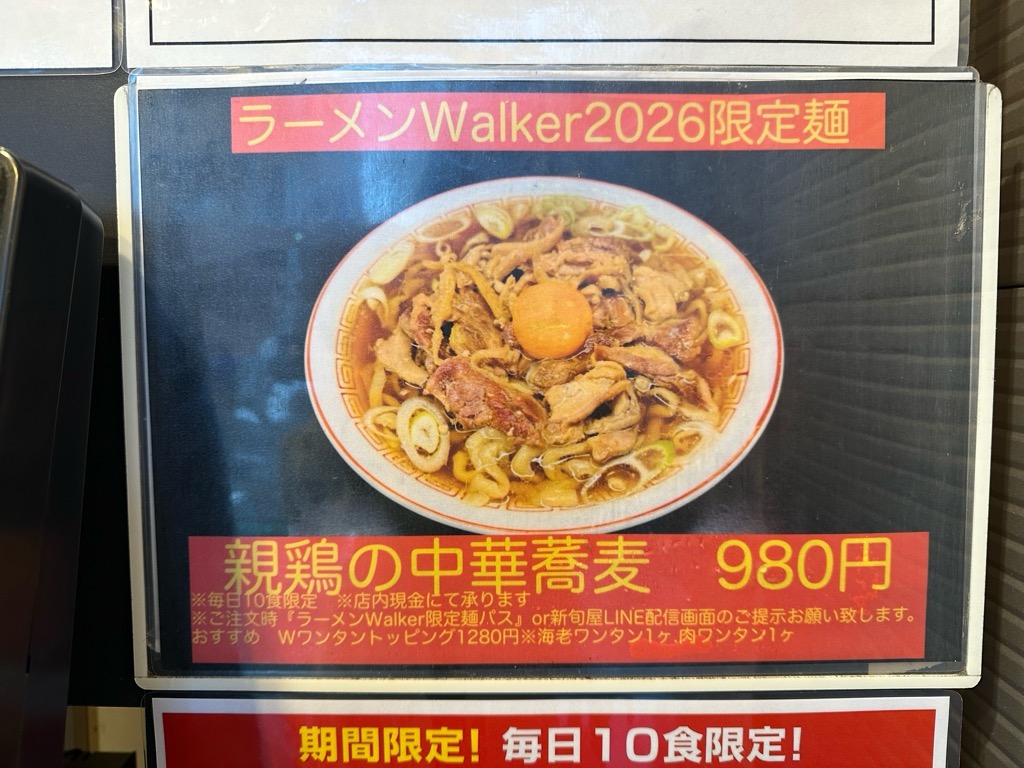 ラーメンWalker2026限定麺
親鶏の中華蕎麦 980円
※毎日10食限定 ※店内現金にて承ります
※ご注文時『ラーメンWalker限定麺パス』or新旬屋LINE配信画面のご提示お願い致します。
おすすめ Wワンタントッピング1280円※海老ワンタン1ヶ,肉ワンタン1ヶ
期間限定! 毎日10食限定!